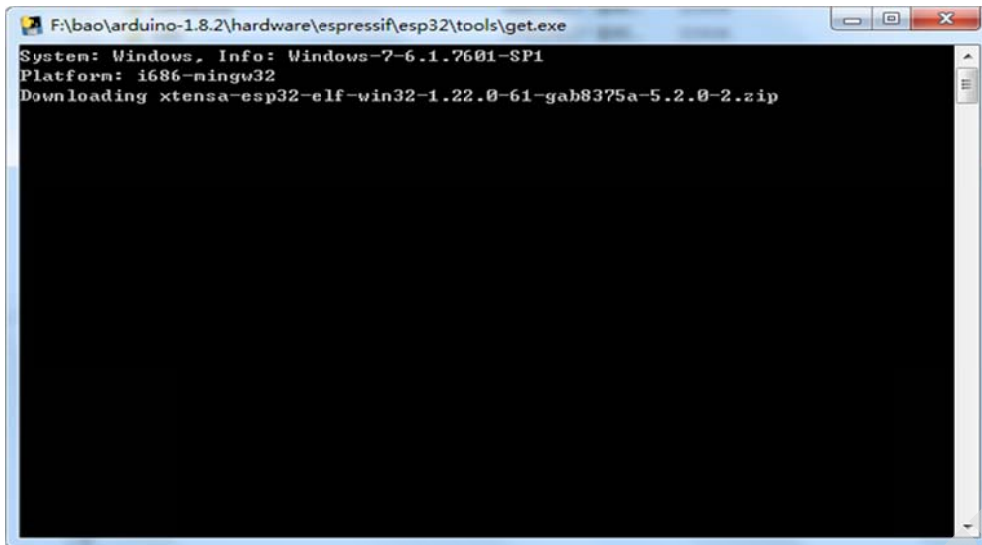 F:\bao\arduino-1.8.2\hardware\espressif\esp32\tools\get.exe
System: Windows, Info: Windows-7-6.1.7601-SP1
Platform: i686-mingw32
Downloading xtensa-esp32-elf-win32-1.22.0-61-gab8375a-5.2.0-2.zip